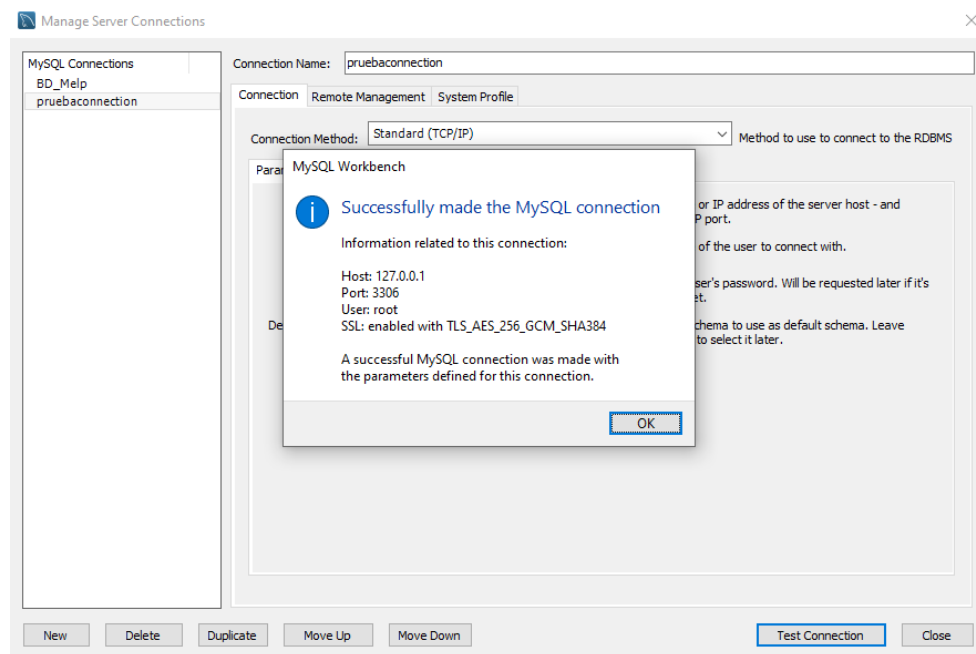 Manage Server Connections
MySQL Connections
BD_Melp
pruebaconnection
Connection Name: pruebaconnection
Connection Remote Management System Profile
Connection Method: Standard (TCP/IP) Method to use to connect to the RDBMS
MySQL Workbench
Successfully made the MySQL connection
Information related to this connection:
Host: 127.0.0.1
Port: 3306
User: root
SSL: enabled with TLS_AES_256_GCM_SHA384
A successful MySQL connection was made with
the parameters defined for this connection.
OK
or IP address of the server host - and
port.
of the user to connect with.
password. Will be requested later if it's
to use as default schema. Leave
to select it later.
New Delete Duplicate Move Up Move Down Test Connection Close